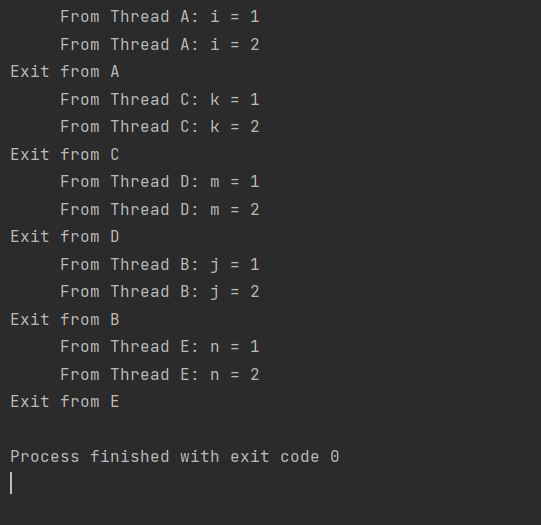 From Thread A: i = 1
From Thread A: i = 2
Exit from A
From Thread C: k = 1
From Thread C: k = 2
Exit from C
From Thread D: m = 1
From Thread D: m = 2
Exit from D
From Thread B: j = 1
From Thread B: j = 2
Exit from B
From Thread E: n = 1
From Thread E: n = 2
Exit from E
Process finished with exit code 0